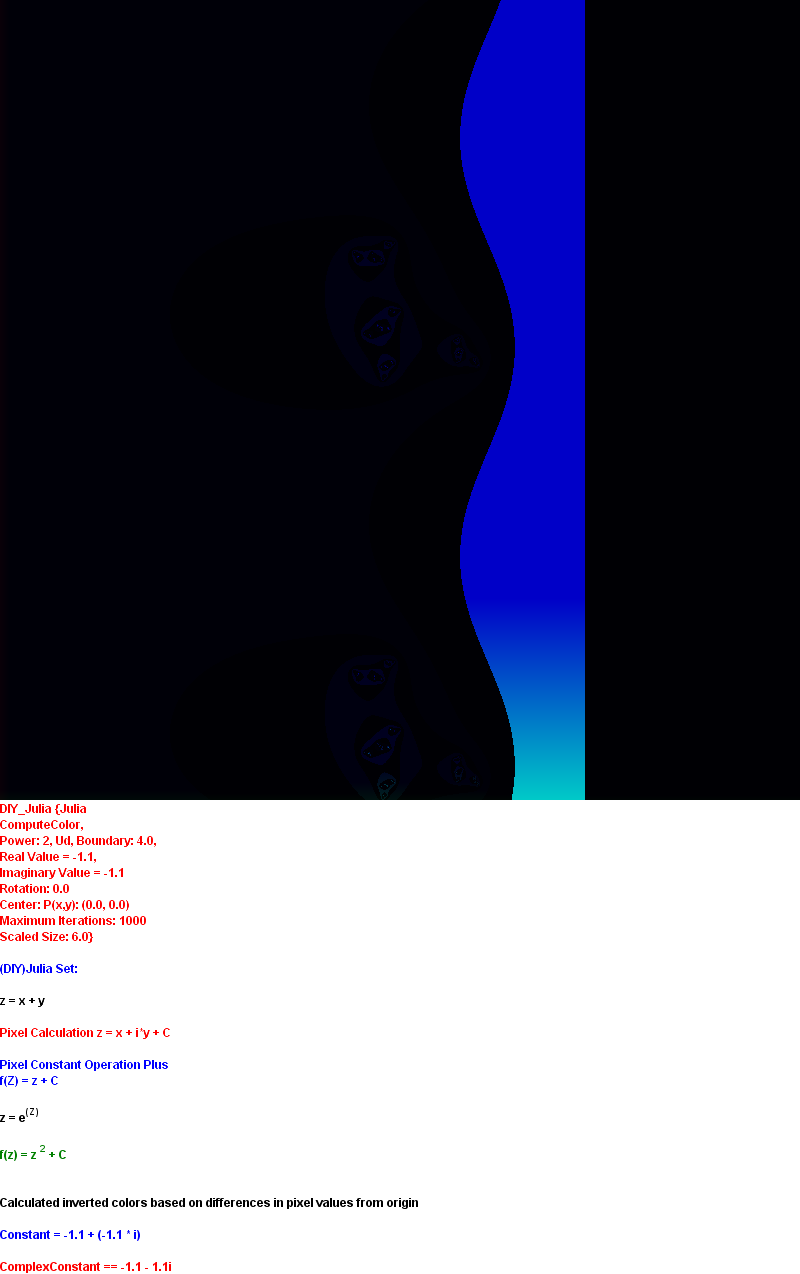 DIY_Julia {Julia
ComputeColor,
Power: 2, Ud, Boundary: 4.0,
Real Value = -1.1,
Imaginary Value = -1.1
Rotation: 0.0
Center: P(x,y): (0.0, 0.0)
Maximum Iterations: 1000
Scaled Size: 6.0}
(DIY)Julia Set:
z = x + y
Pixel Calculation z = x + i*y + C
Pixel Constant Operation Plus
f(Z) = z + C
z = e^(Z)
f(z) = z ^2 + C
Calculated inverted colors based on differences in pixel values from origin
Constant = -1.1 + (-1.1 * i)
ComplexConstant == -1.1 - 1.1i